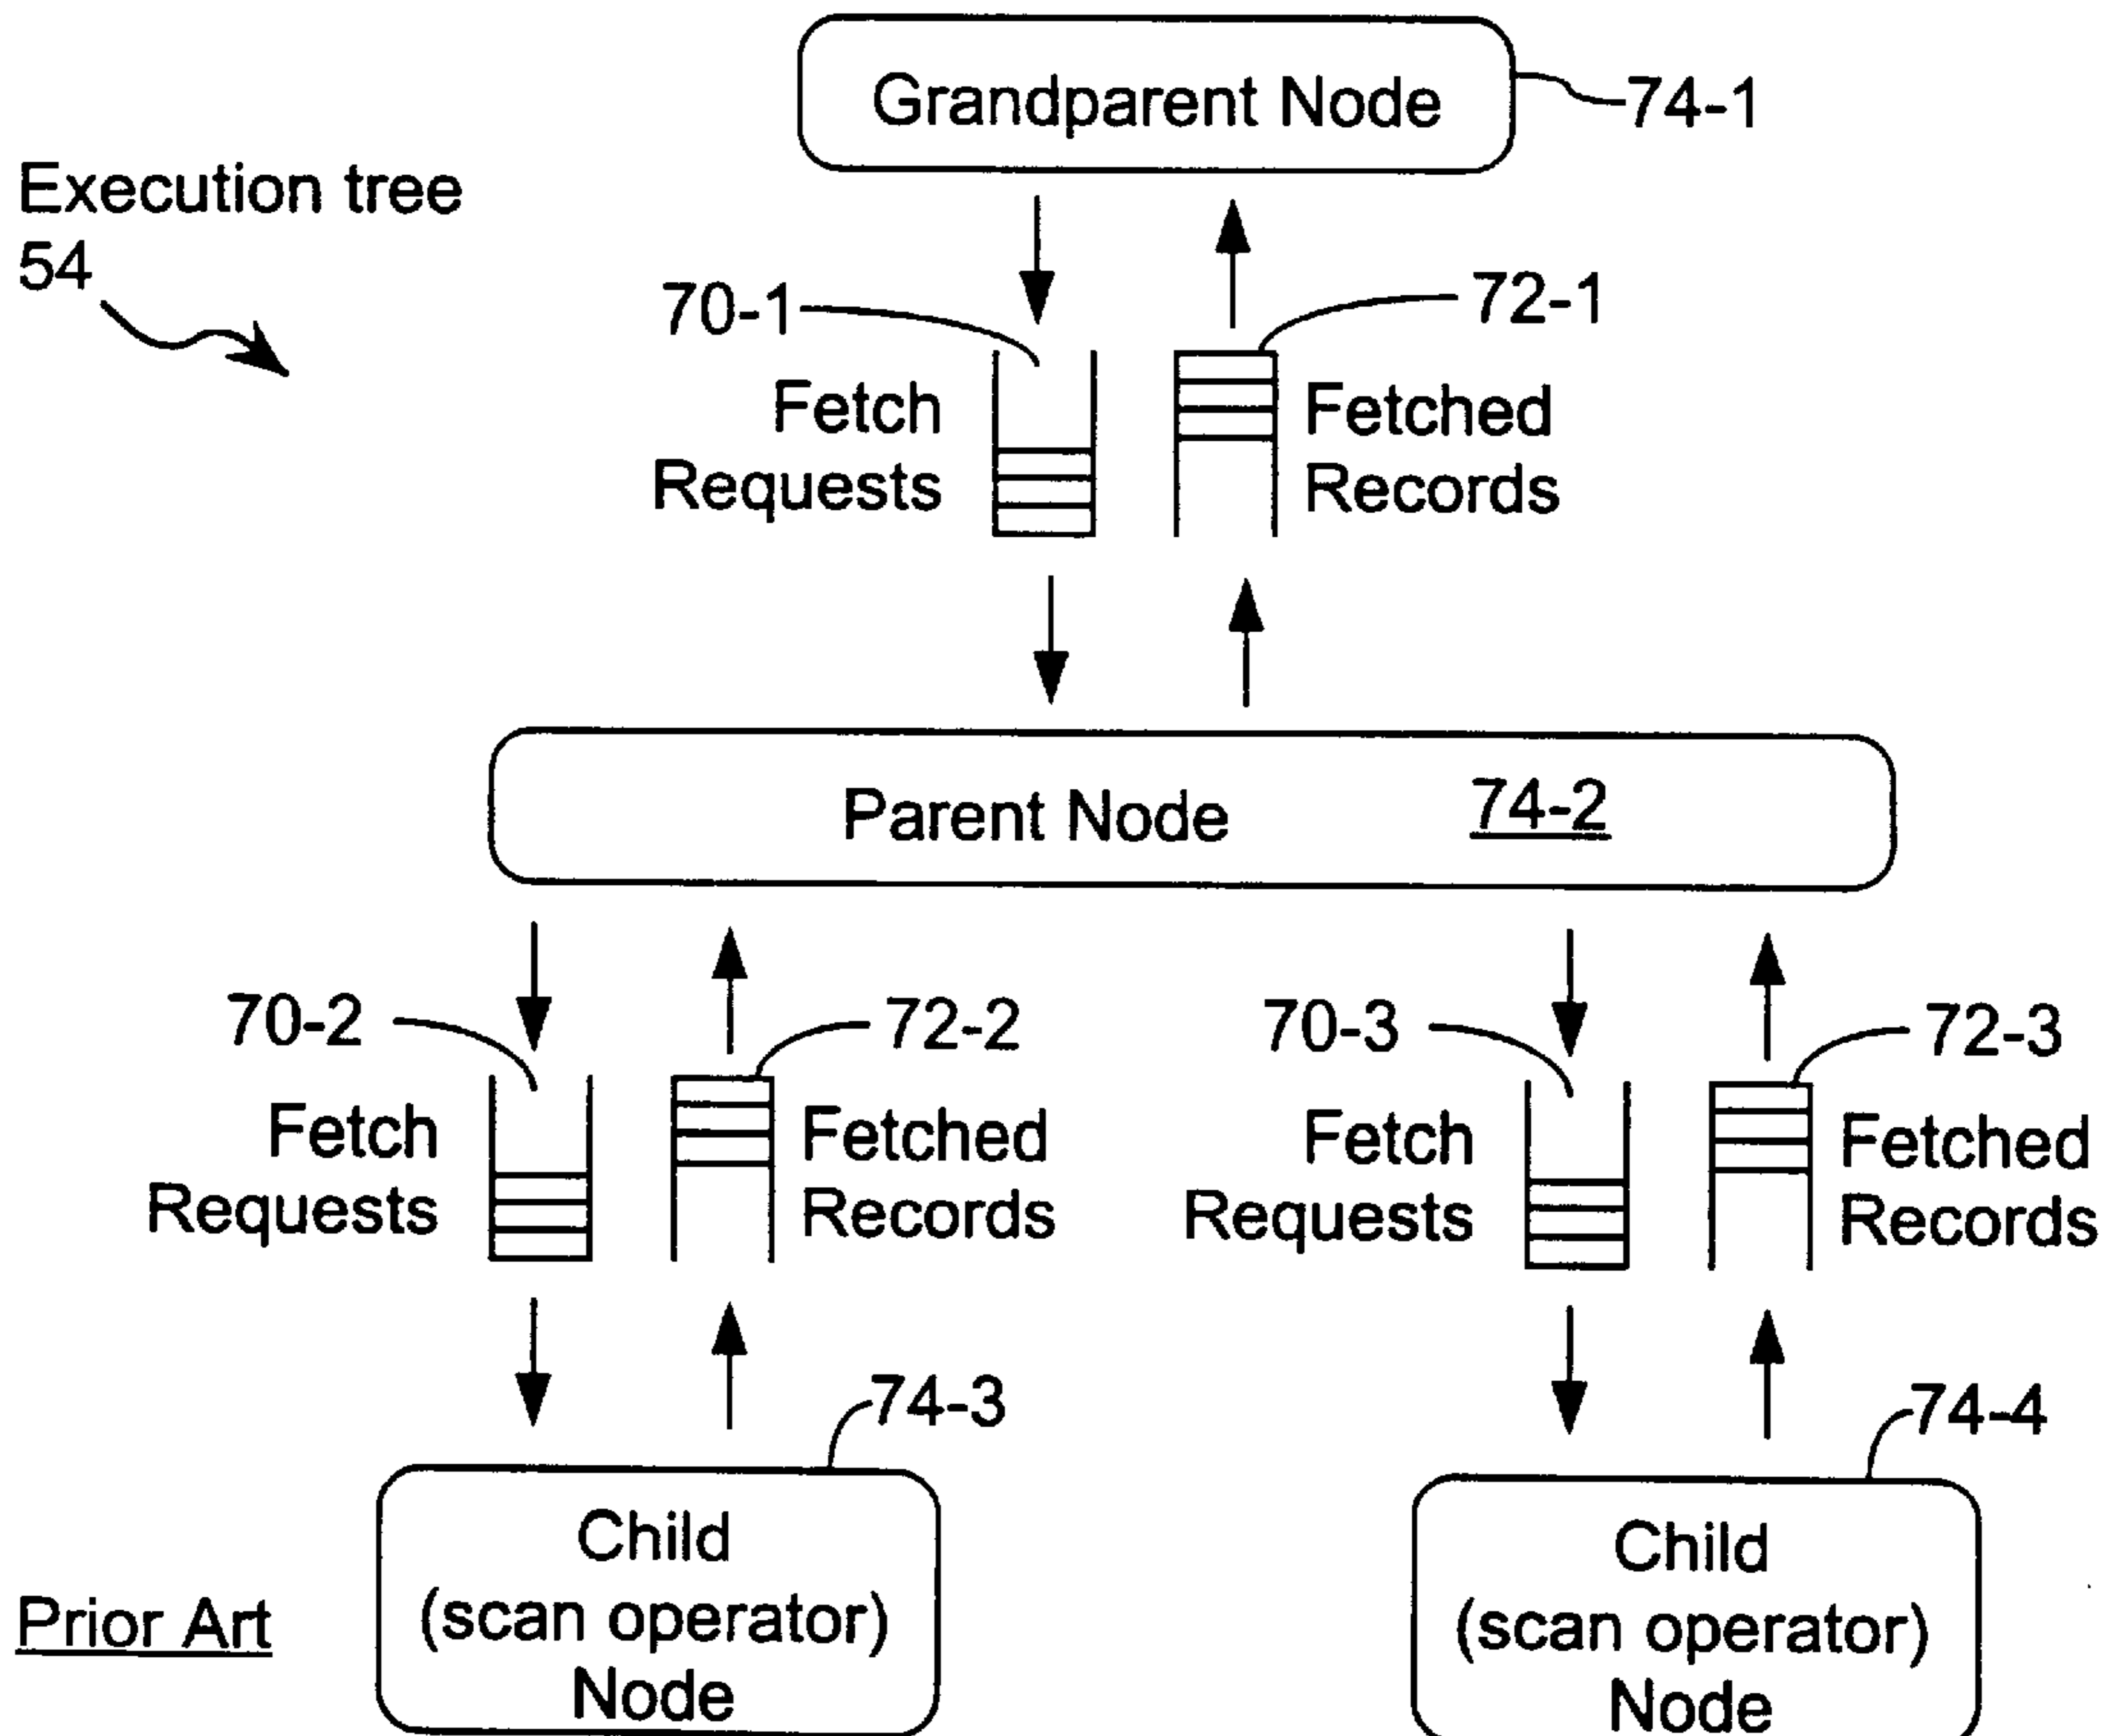 Grandparent Node
74-1
Execution tree
54
70-1
72-1
Fetch
Requests
Fetched
Records
Parent Node 74-2
70-2
72-2
70-3
72-3
Fetch
Requests
Fetched
Records
Fetch
Requests
Fetched
Records
74-3
74-4
Child
(scan operator)
Node
Child
(scan operator)
Node
Prior Art